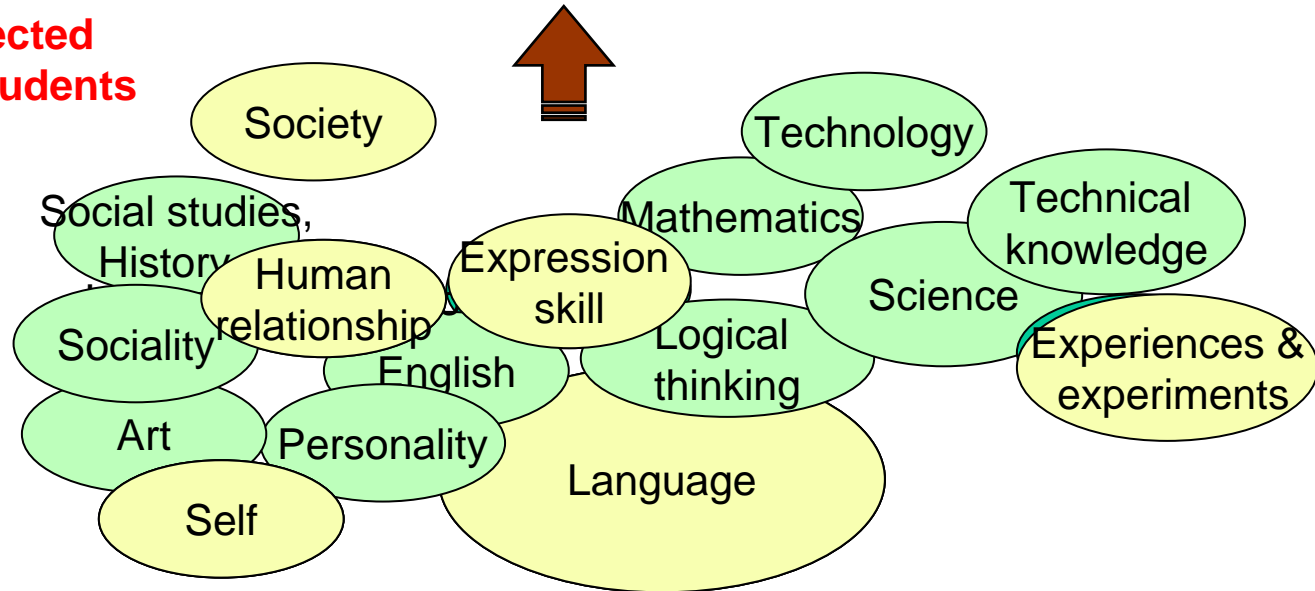 ected
udents
Society
Technology
Social studies,
History
Mathematics
Technical
knowledge
Human
relationship
Expression
skill
Science
Sociality
Logical
thinking
Experiences &
experiments
English
Art
Personality
Language
Self